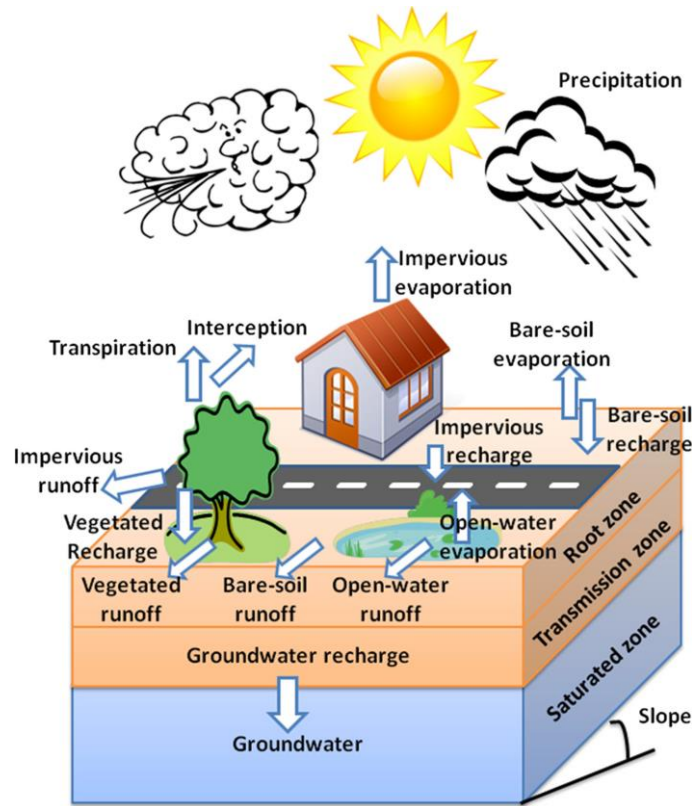 Precipitation
Impervious
evaporation
Interception
Transpiration
Bare-soil
evaporation
Bare-soil
recharge
Impervious
recharge
Impervious
runoff
Vegetated
Recharge
Open-water
evaporation
Root zone
Vegetated
runoff
Bare-soil
runoff
Open-water
runoff
Transmission zone
Groundwater recharge
Saturated zone
Slope
Groundwater